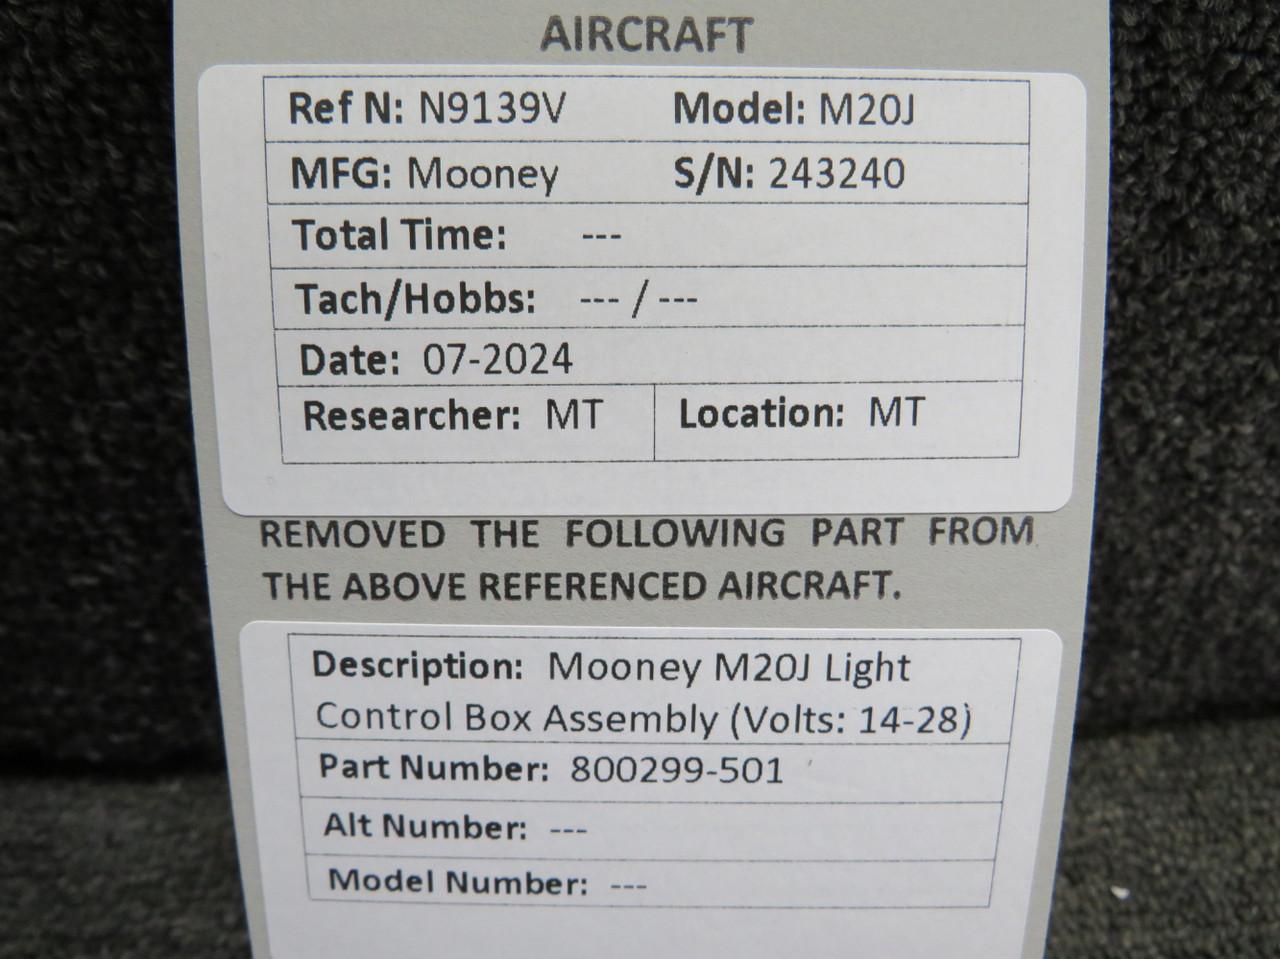 AIRCRAFT
Ref N: N9139V Model: M20J
MFG: Mooney S/N: 243240
Total Time: ---
Tach/Hobbs: --- / ---
Date: 07-2024
Researcher: MT Location: MT
REMOVED THE FOLLOWING PART FROM
THE ABOVE REFERENCED AIRCRAFT.
Description: Mooney M20J Light
Control Box Assembly (Volts: 14-28)
Part Number: 800299-501
Alt Number: ---
Model Number: ---